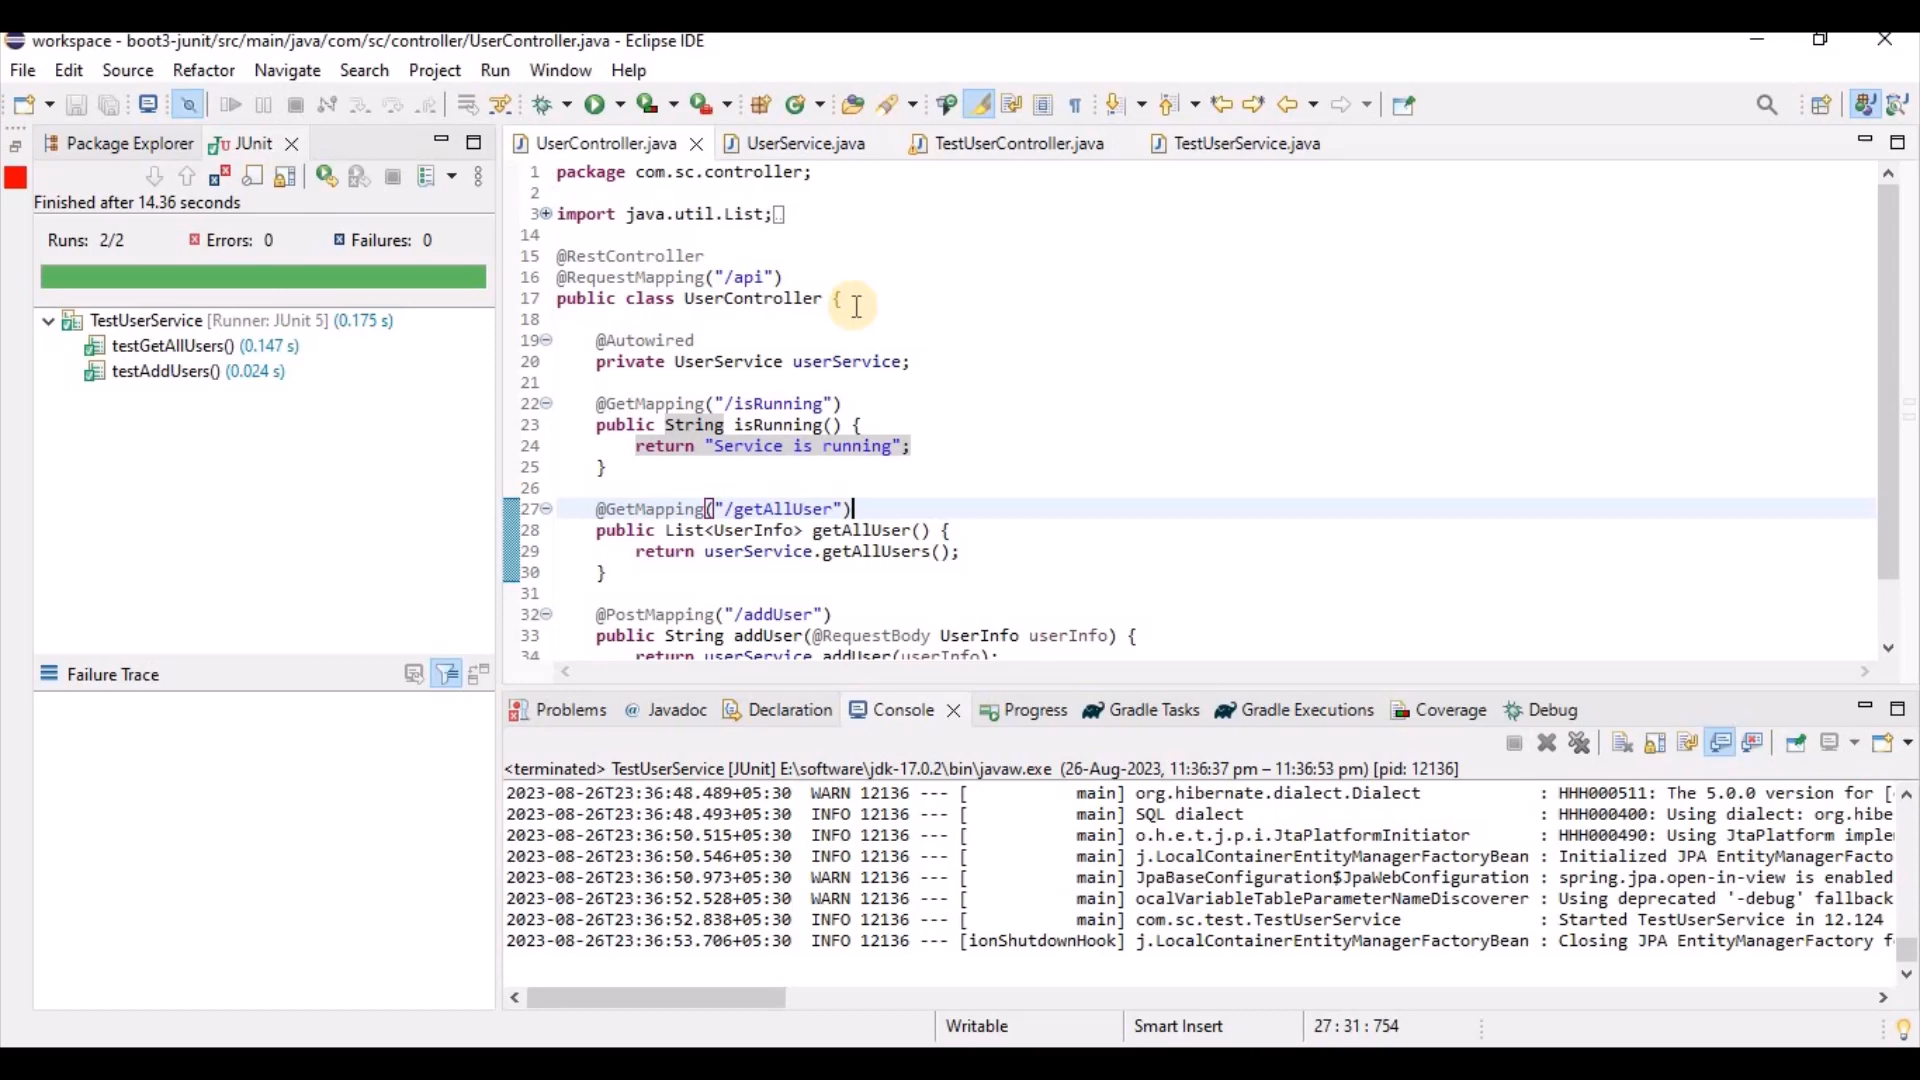 workspace - boot3-junit/src/main/java/com/sc/controller/UserController.java - Eclipse IDE
File Edit Source Refactor Navigate Search Project Run Window Help
Package Explorer JUnit
Finished after 14.36 seconds
Runs: 2/2 Errors: 0 Failures: 0
TestUserService [Runner: JUnit 5] (0.175 s)
testGetAllUsers() (0.147 s)
testAddUsers() (0.024 s)
Failure Trace
UserController.java UserService.java TestUserController.java TestUserService.java
1 package com.sc.controller;
2
3 import java.util.List;
14
15 @RestController
16 @RequestMapping("/api")
17 public class UserController {
18
19 @Autowired
20 private UserService userService;
21
22 @GetMapping("/isRunning")
23 public String isRunning() {
24 return "Service is running";
25 }
26
27 @GetMapping("/getAllUser")
28 public List<UserInfo> getAllUser() {
29 return userService.getAllUsers();
30 }
31
32 @PostMapping("/addUser")
33 public String addUser(@RequestBody UserInfo userInfo) {
34 return userService.addUser(userInfo);
Problems @ Javadoc Declaration Console Progress Gradle Tasks Gradle Executions Coverage Debug
<terminated> TestUserService [JUnit] E:\software\jdk-17.0.2\bin\javaw.exe (26-Aug-2023, 11:36:37 pm – 11:36:53 pm) [pid: 12136]
2023-08-26T23:36:48.489+05:30 WARN 12136 --- [ main] org.hibernate.dialect.Dialect : HHH000511: The 5.0.0 version for [
2023-08-26T23:36:48.493+05:30 INFO 12136 --- [ main] SQL dialect : HHH000400: Using dialect: org.hibe
2023-08-26T23:36:50.515+05:30 INFO 12136 --- [ main] o.h.e.t.j.p.i.JtaPlatformInitiator : HHH000490: Using JtaPlatform imple
2023-08-26T23:36:50.546+05:30 INFO 12136 --- [ main] j.LocalContainerEntityManagerFactoryBean : Initialized JPA EntityManagerFacto
2023-08-26T23:36:50.973+05:30 WARN 12136 --- [ main] JpaBaseConfiguration$JpaWebConfiguration : spring.jpa.open-in-view is enabled
2023-08-26T23:36:52.528+05:30 WARN 12136 --- [ main] ocalVariableTableParameterNameDiscoverer : Using deprecated '-debug' fallback
2023-08-26T23:36:52.838+05:30 INFO 12136 --- [ main] com.sc.test.TestUserService : Started TestUserService in 12.124
2023-08-26T23:36:53.706+05:30 INFO 12136 --- [ionShutdownHook] j.LocalContainerEntityManagerFactoryBean : Closing JPA EntityManagerFactory f
Writable Smart Insert 27 : 31 : 754